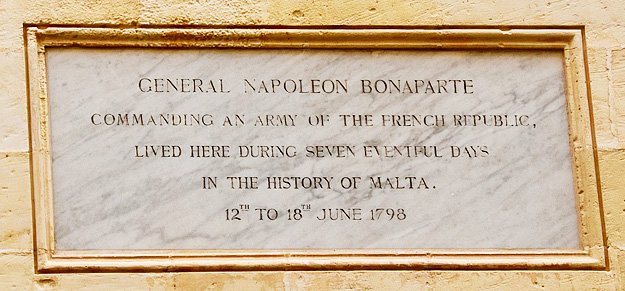 GENERAL NAPOLEON BONAPARTE
COMMANDING AN ARMY OF THE FRENCH REPUBLIC,
LIVED HERE DURING SEVEN EVENTFUL DAYS
IN THE HISTORY OF MALTA.
12TH TO 18TH JUNE 1798